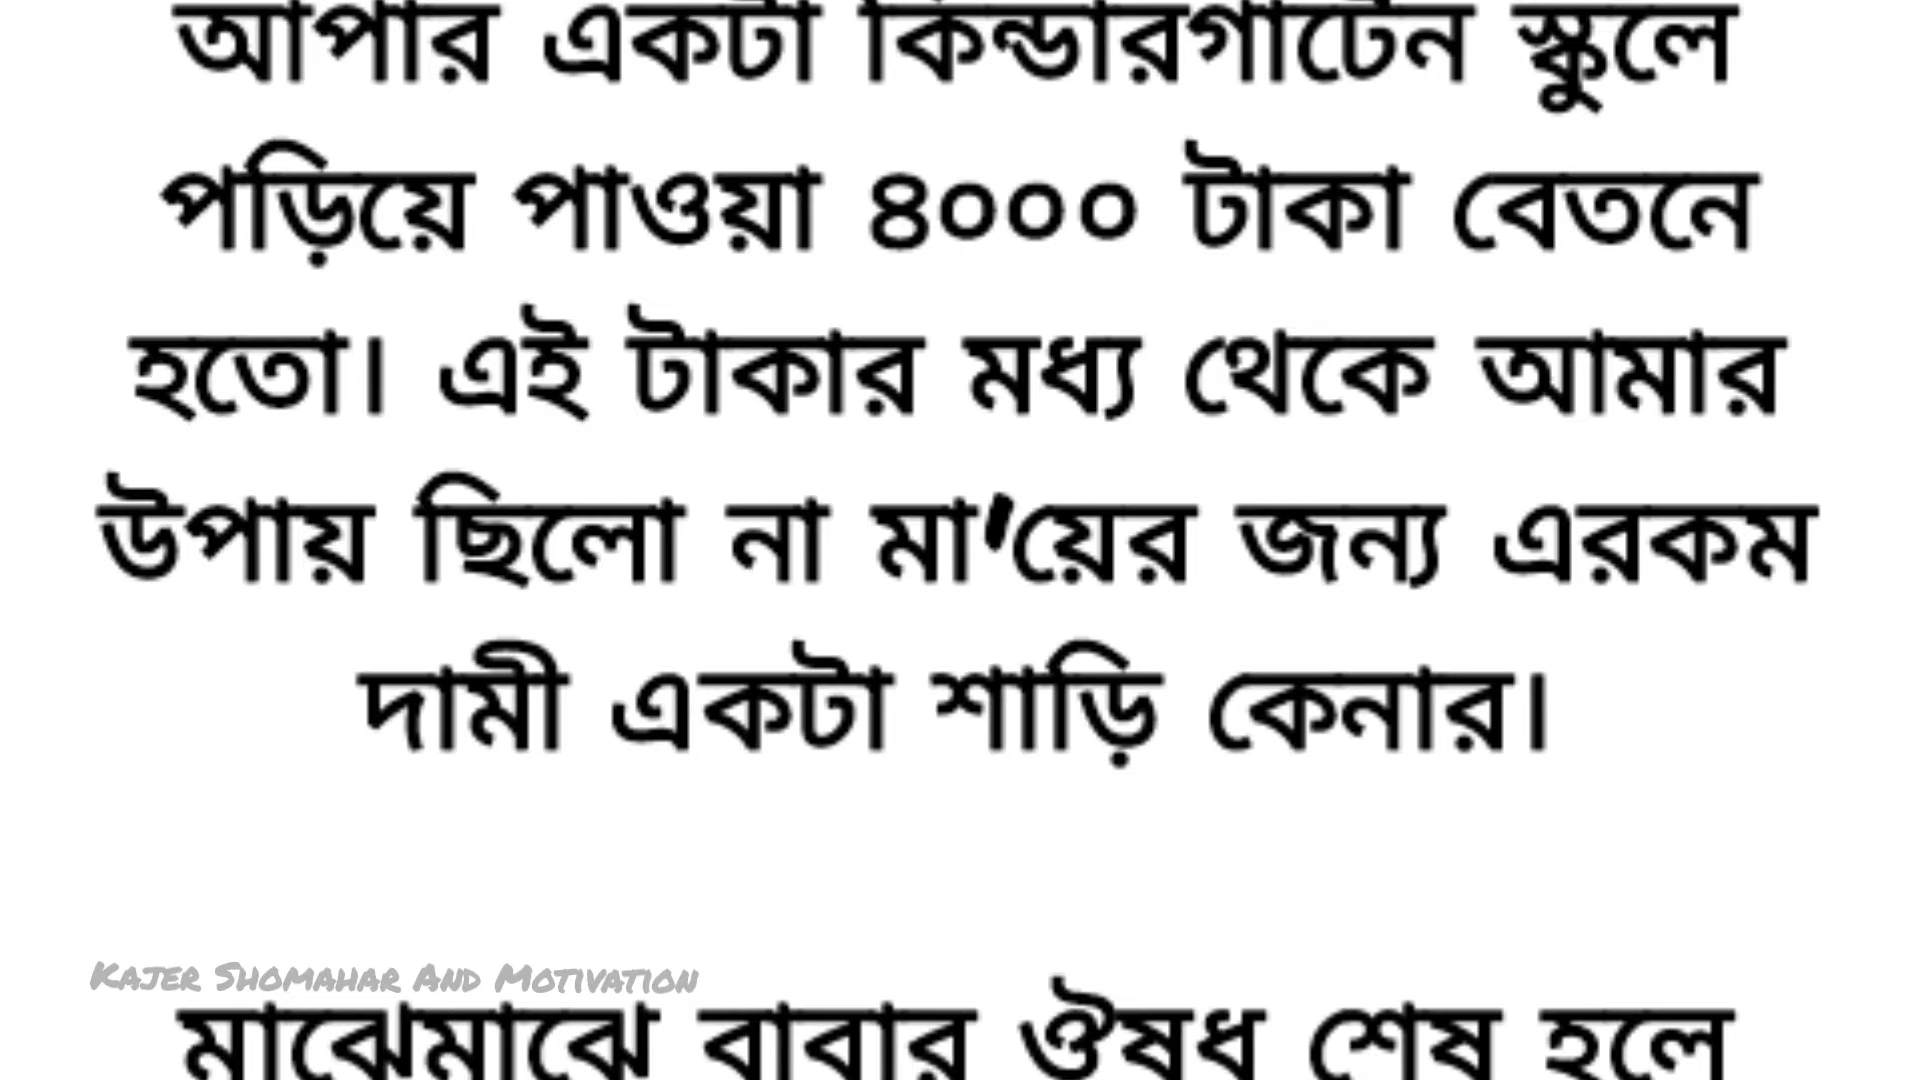 আপার একটা কিন্ডারগার্টেন স্কুলে
পড়িয়ে পাওয়া ৪০০০ টাকা বেতনে
হতো। এই টাকার মধ্য থেকে আমার
উপায় ছিলো না মা'য়ের জন্য এরকম
দামী একটা শাড়ি কেনার।
Kajer Shomahar And Motivation
মাঝেমাঝে বাবার ঔষধ শেষ হলে